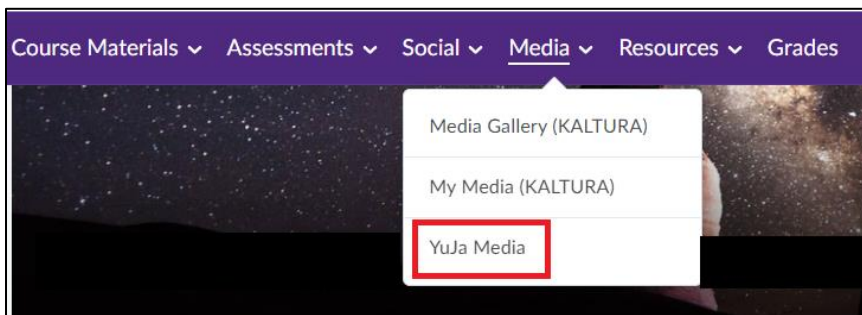 Course Materials Assessments Social Media Resources Grades
Media Gallery (KALTURA)
My Media (KALTURA)
YuJa Media